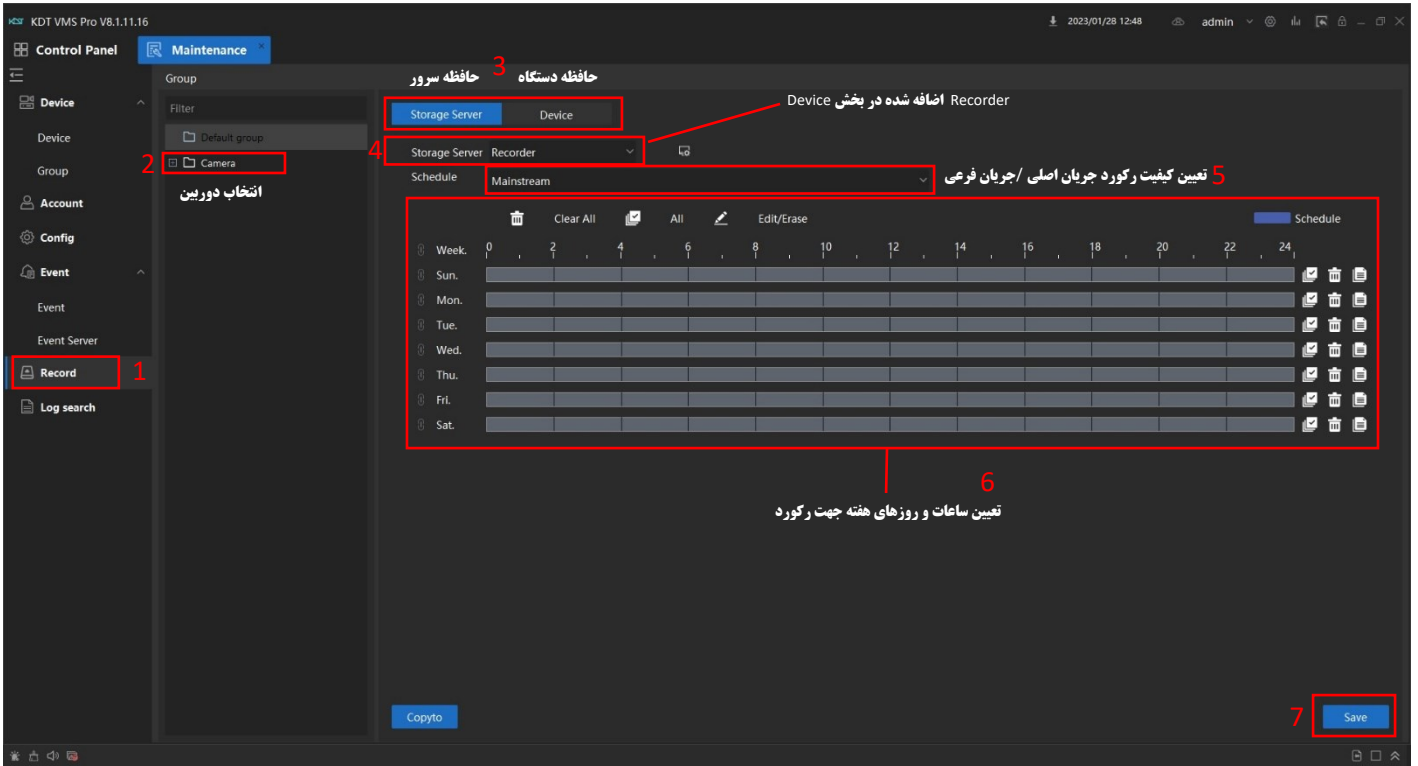 KDT KDT VMS Pro V8.1.11.16
2023/01/28 12:48 admin
Control Panel Maintenance ×
Device
Device
Group
Account
Config
Event
Event
Event Server
Record 1
Log search
Group
Filter
Default group
2 Camera
انتخاب دوربین
حافظه دستگاه 3 حافظه سرور
Storage Server Device
Recorder اضافه شده در بخش Device
4 Storage Server Recorder
Schedule Mainstream
5 تعیین کیفیت رکورد جریان اصلی /جریان فرعی
Clear All All Edit/Erase Schedule
Week. 0 2 4 6 8 10 12 14 16 18 20 22 24
Sun.
Mon.
Tue.
Wed.
Thu.
Fri.
Sat.
6
تعیین ساعات و روزهای هفته جهت رکورد
Copyto 7 Save